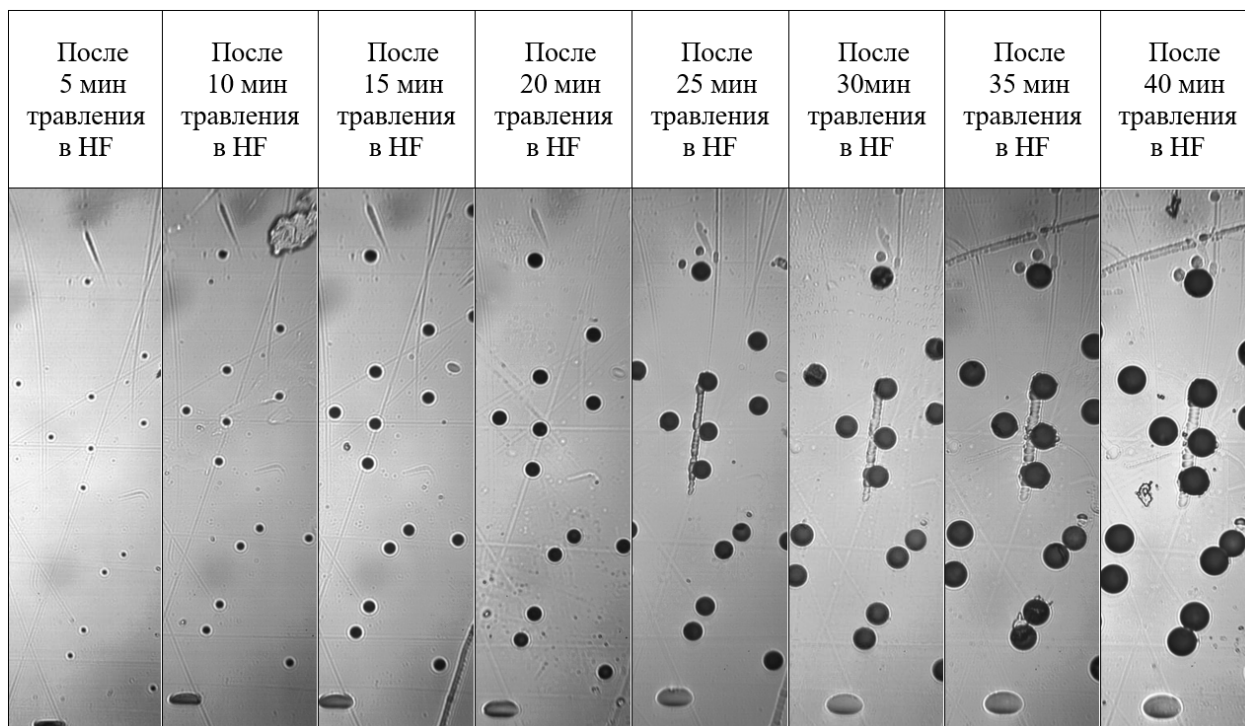 После
5 мин
травления
в HF
После
10 мин
травления
в HF
После
15 мин
травления
в HF
После
20 мин
травления
в HF
После
25 мин
травления
в HF
После
30мин
травления
в HF
После
35 мин
травления
в HF
После
40 мин
травления
в HF